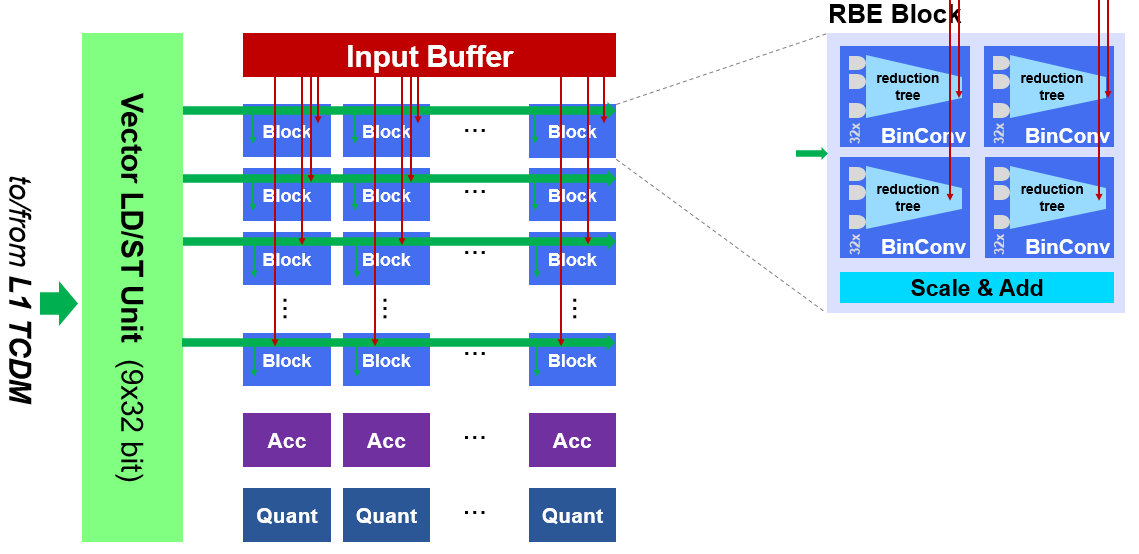 RBE Block
Input Buffer
to/from L1 TCDM
Vector LD/ST Unit (9x32 bit)
Block
Block
...
Block
Block
Block
...
Block
Block
Block
...
Block
...
...
...
Block
Block
...
Block
Acc
Acc
...
Acc
Quant
Quant
...
Quant
reduction
tree
32x
BinConv
reduction
tree
32x
BinConv
reduction
tree
32x
BinConv
reduction
tree
32x
BinConv
Scale & Add